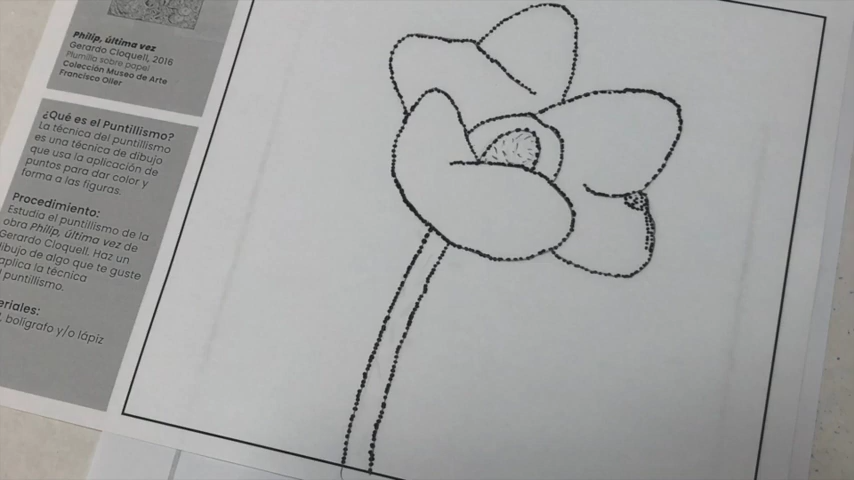 Philip, última vez
Gerardo Cloquell, 2016
Plumilla sobre papel
Colección Museo de Arte
Francisco Oller
¿Qué es el Puntillismo?
La técnica del puntillismo
es una técnica de dibujo
que usa la aplicación de
puntos para dar color y
forma a las figuras.
Procedimiento:
Estudia el puntillismo de la
obra Philip, última vez de
Gerardo Cloquell. Haz un
dibujo de algo que te guste
aplica la técnica
puntillismo.
eriales:
, bolígrafo y/o lápiz